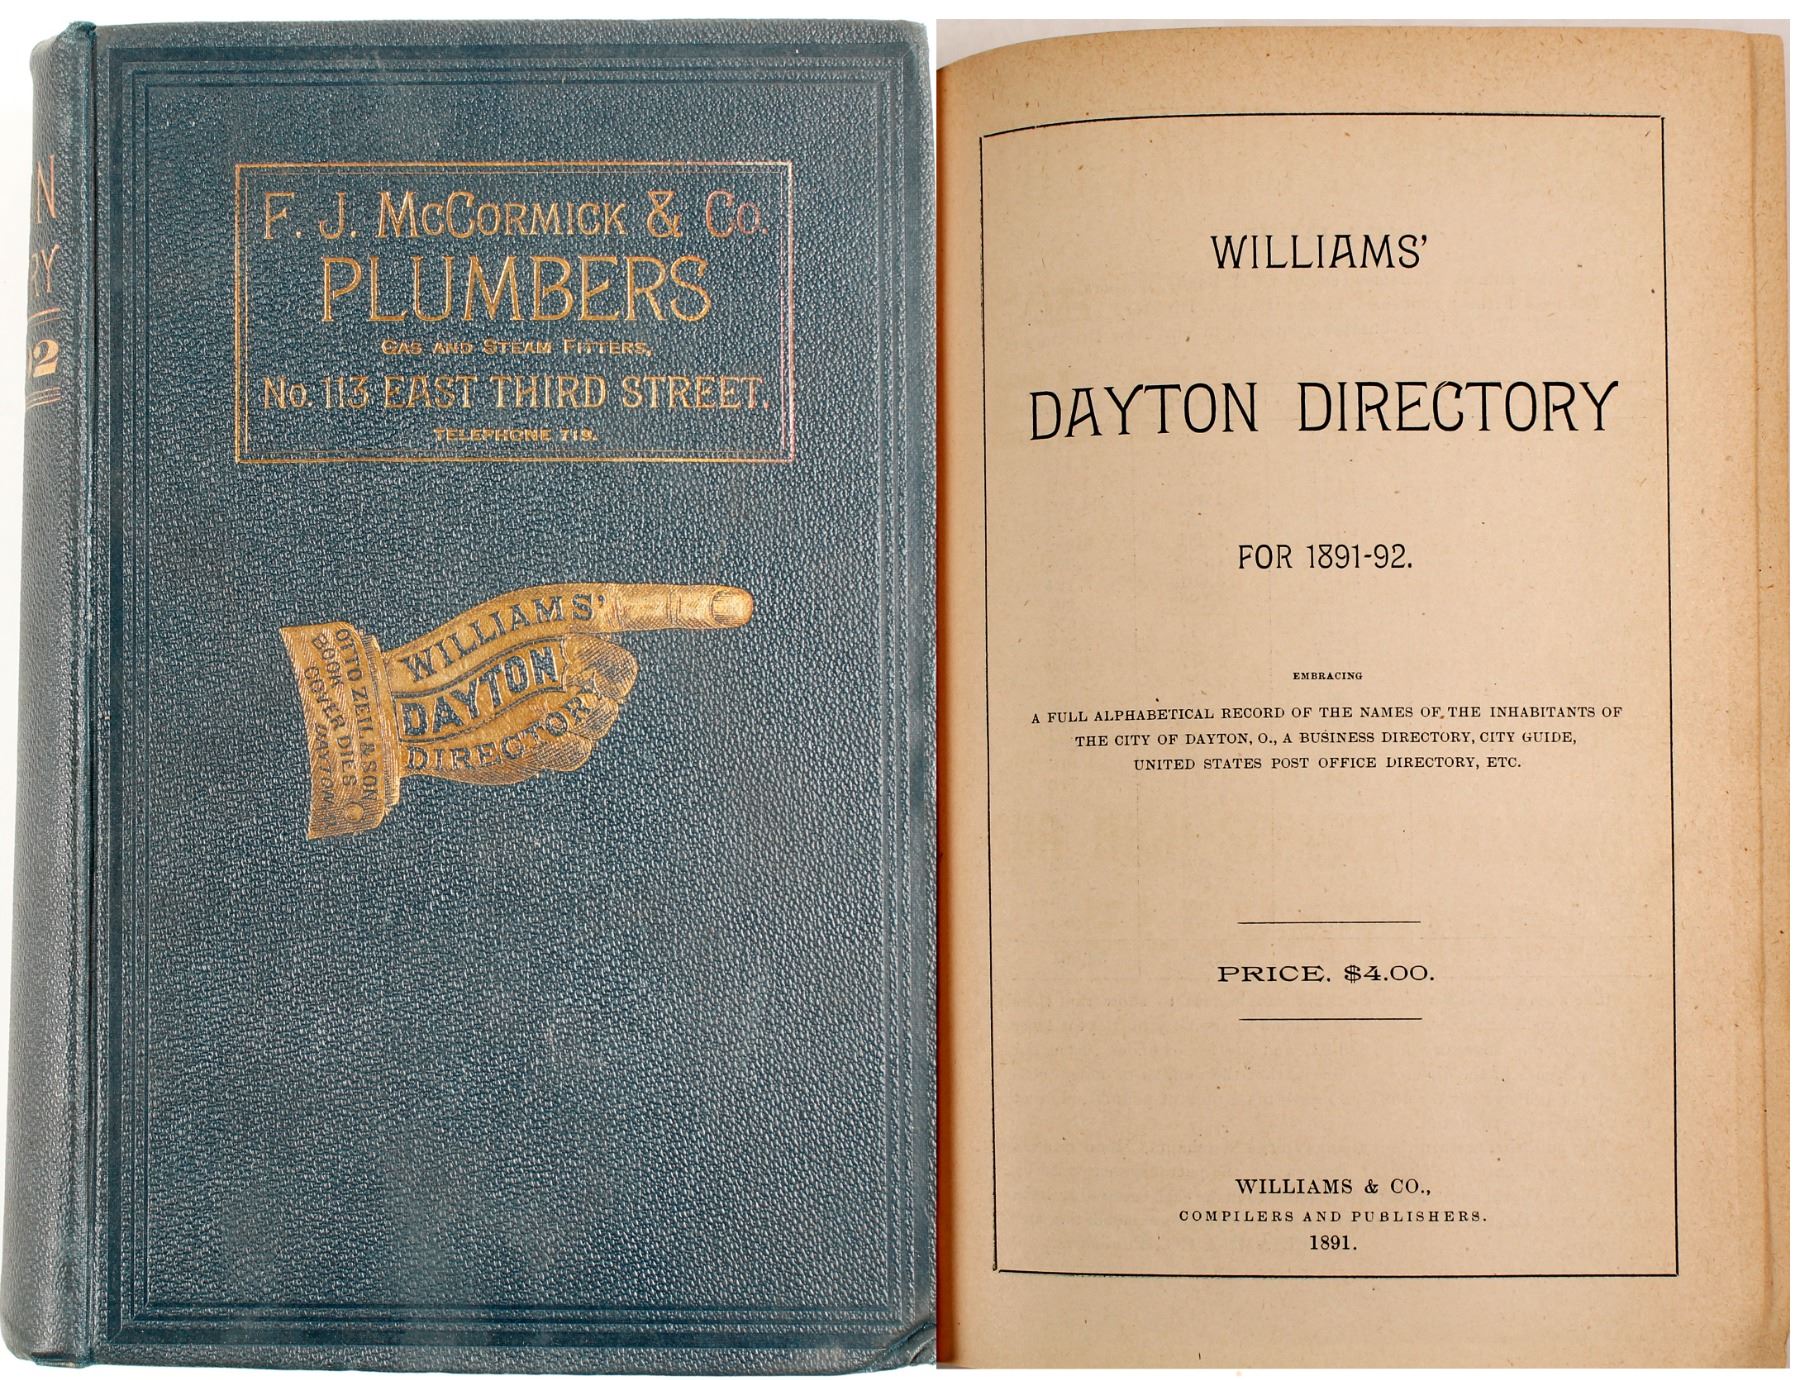 F. J. McCORMICK & Co.
PLUMBERS
GAS AND STEAM FITTERS,
No. 113 EAST THIRD STREET.
WILLIAMS'
DAYTON
DIRECTORY
OTTO ZEIL & SON
BOOK
COVER DIES
DAYTON
92
WILLIAMS'
DAYTON DIRECTORY
FOR 1891-92.
EMBRACING
A FULL ALPHABETICAL RECORD OF THE NAMES OF THE INHABITANTS OF
THE CITY OF DAYTON, O., A BUSINESS DIRECTORY, CITY GUIDE,
UNITED STATES POST OFFICE DIRECTORY, ETC.
PRICE. $4.00.
WILLIAMS & CO.,
COMPILERS AND PUBLISHERS.
1891.